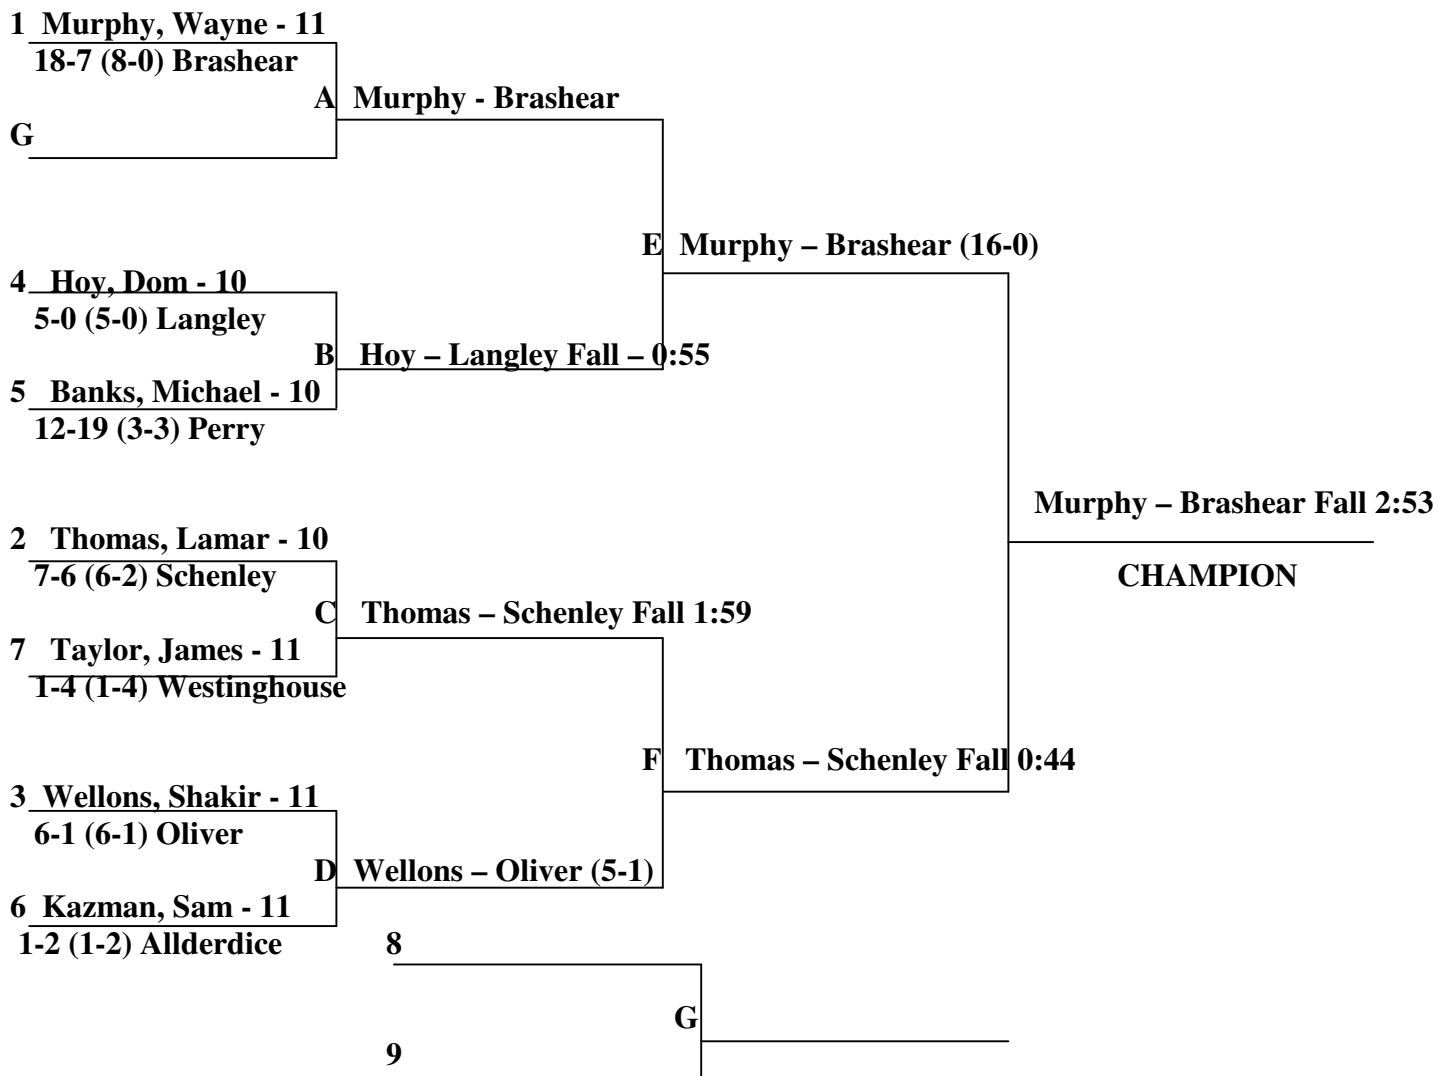 1 Murphy, Wayne - 11
18-7 (8-0) Brashear
A Murphy - Brashear
G
E Murphy – Brashear (16-0)
4 Hoy, Dom - 10
5-0 (5-0) Langley
B Hoy – Langley Fall – 0:55
5 Banks, Michael - 10
12-19 (3-3) Perry
Murphy – Brashear Fall 2:53
2 Thomas, Lamar - 10
7-6 (6-2) Schenley
CHAMPION
C Thomas – Schenley Fall 1:59
7 Taylor, James - 11
1-4 (1-4) Westinghouse
F Thomas – Schenley Fall 0:44
3 Wellons, Shakir - 11
6-1 (6-1) Oliver
D Wellons – Oliver (5-1)
6 Kazman, Sam - 11
1-2 (1-2) Allderdice
8
G
9